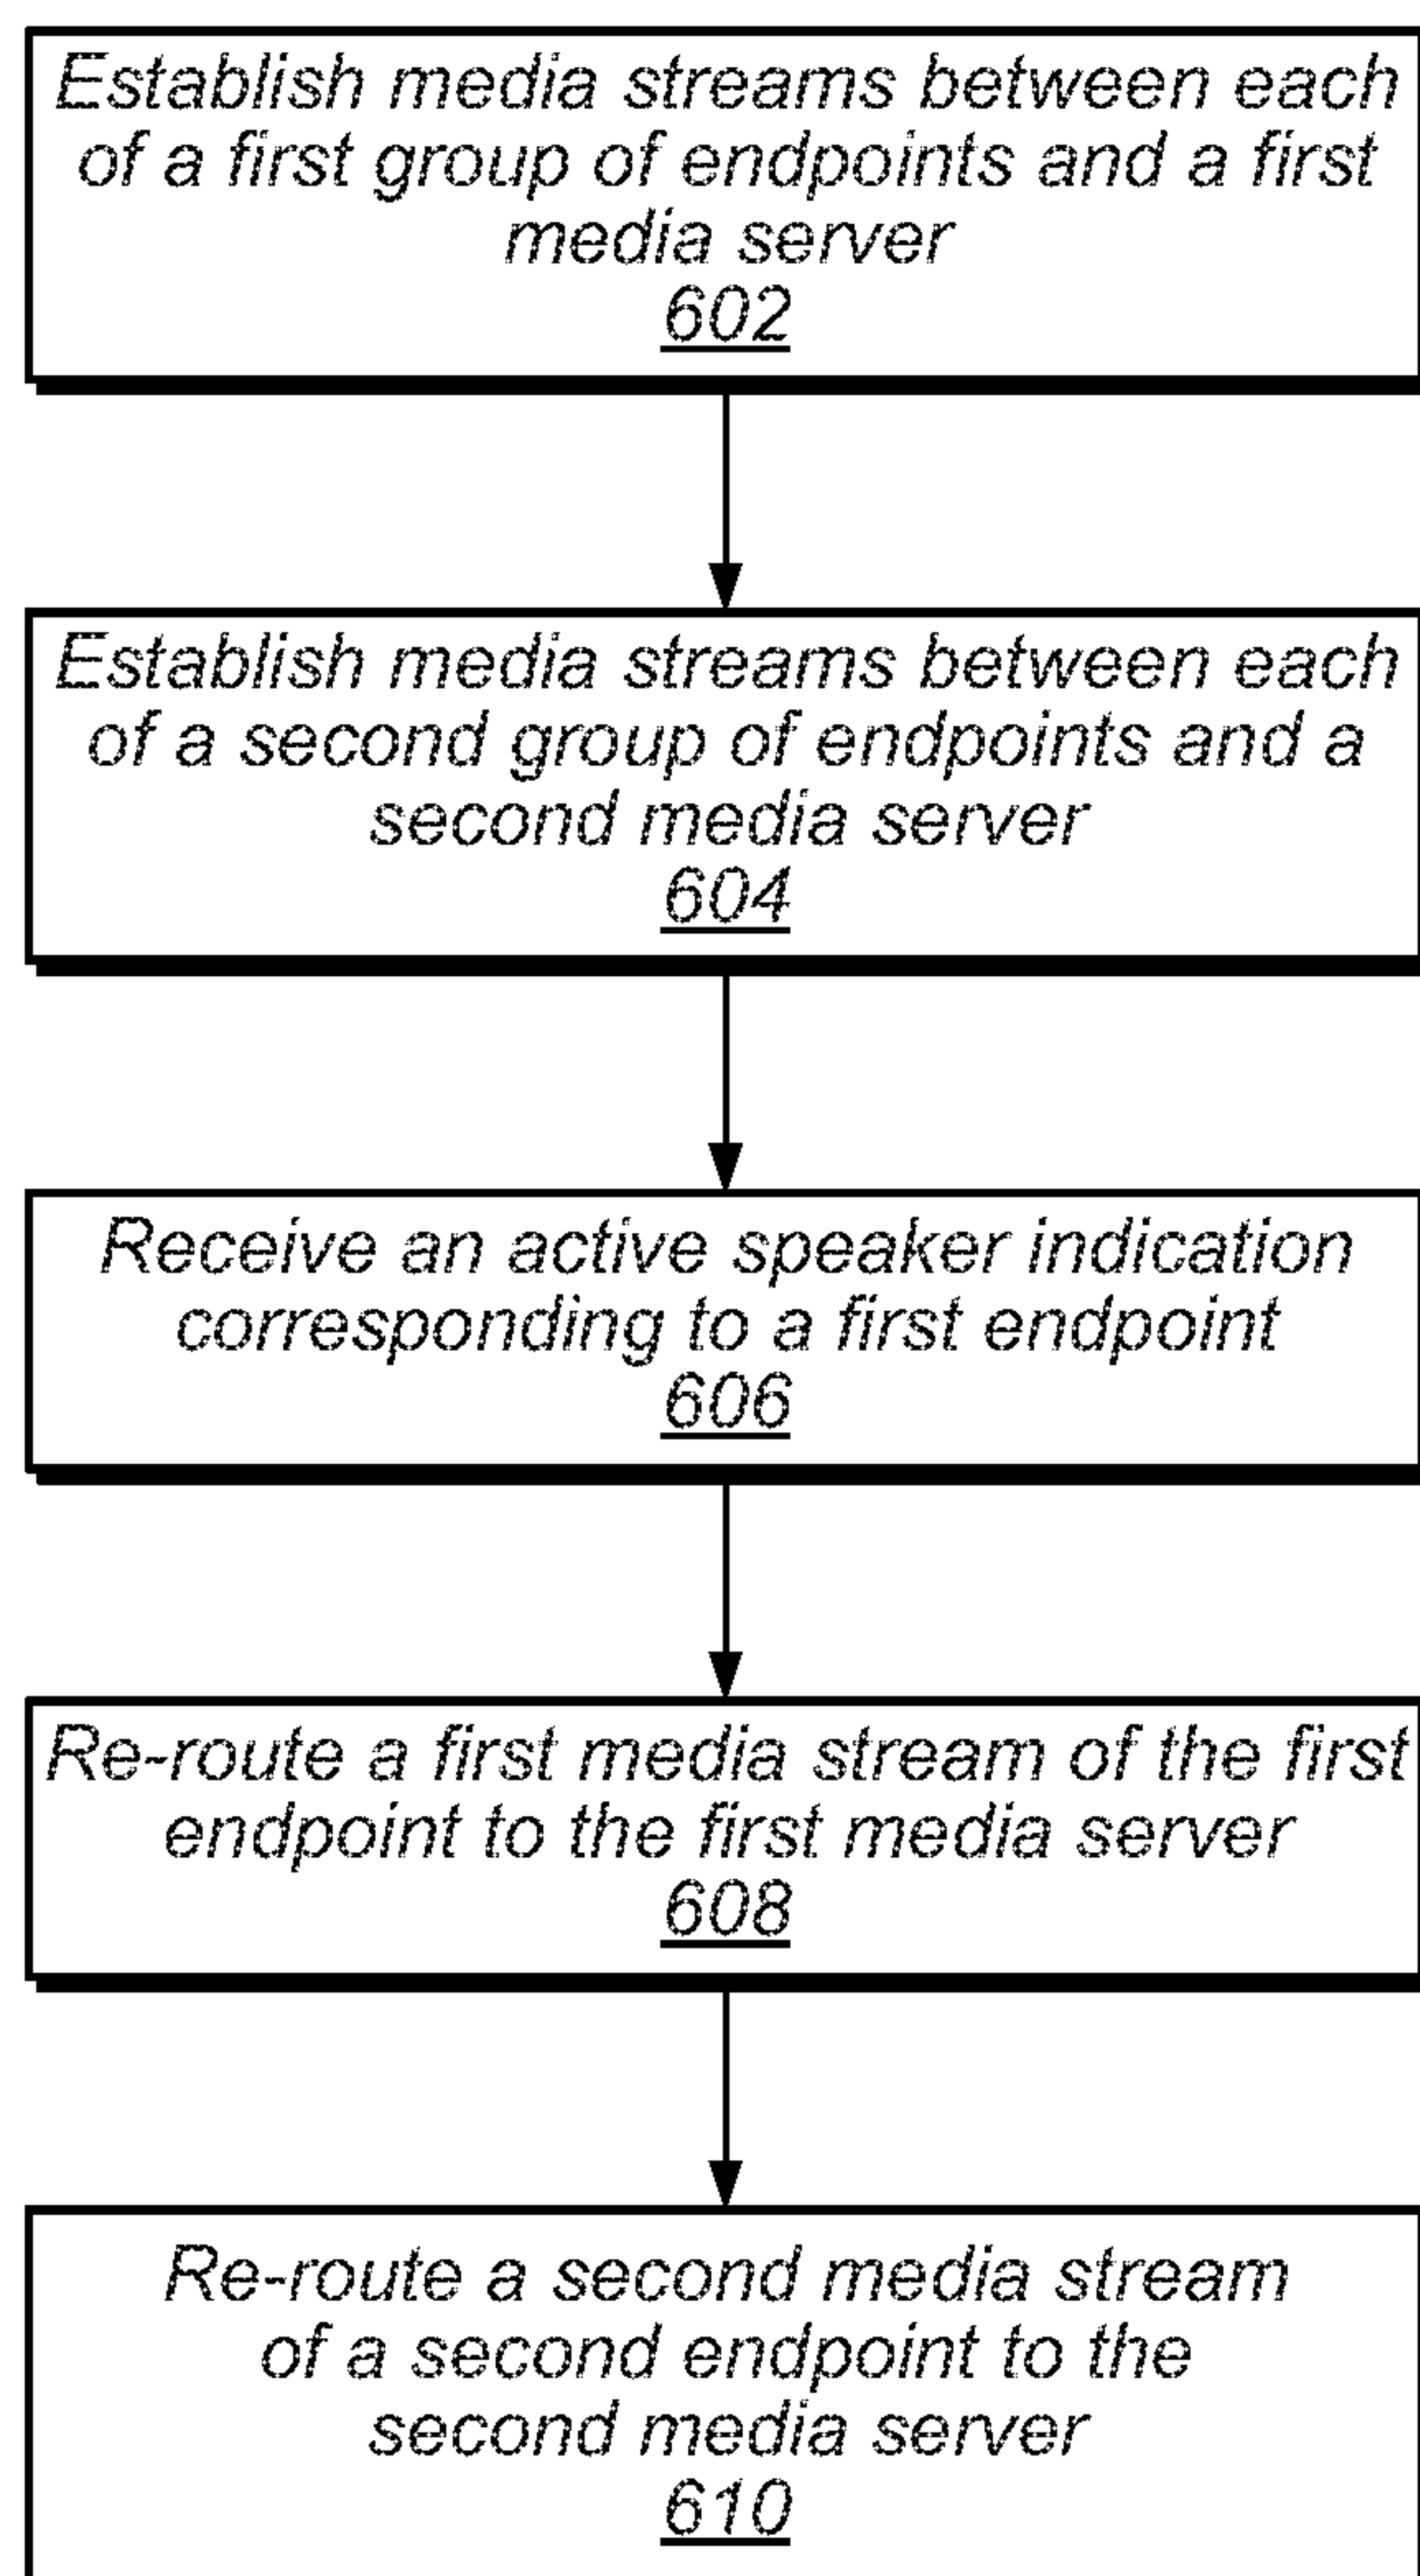 Establish media streams between each
of a first group of endpoints and a first
media server
602
Establish media streams between each
of a second group of endpoints and a
second media server
604
Receive an active speaker indication
corresponding to a first endpoint
606
Re-route a first media stream of the first
endpoint to the first media server
608
Re-route a second media stream
of a second endpoint to the
second media server
610